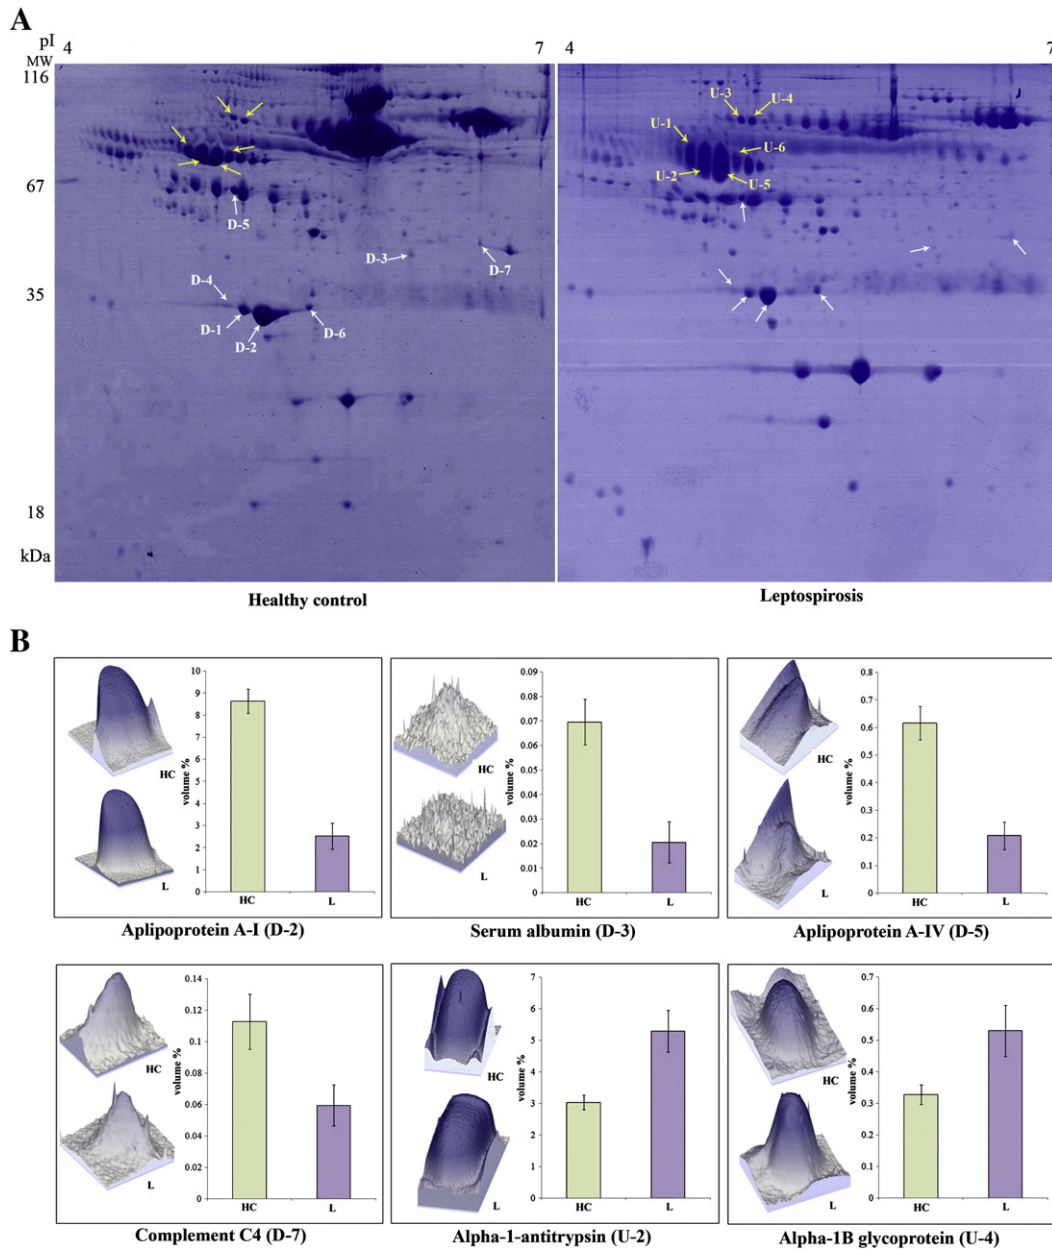 A
pI 4 7 4 7
MW
116
67
35
18
kDa
D-5
D-3
D-7
D-4
D-1
D-2
D-6
U-3 U-4
U-1
U-6
U-2
U-5
Healthy control Leptospirosis
B
10
9
8
7
6
5
4
3
2
1
0
volume %
HC
L
HC L
Aplipoprotein A-I (D-2)
0.09
0.08
0.07
0.06
0.05
0.04
0.03
0.02
0.01
0
volume %
HC
L
HC L
Serum albumin (D-3)
0.8
0.7
0.6
0.5
0.4
0.3
0.2
0.1
0
volume %
HC
L
HC L
Aplipoprotein A-IV (D-5)
0.14
0.12
0.1
0.08
0.06
0.04
0.02
0
volume %
HC
L
HC L
Complement C4 (D-7)
7
6
5
4
3
2
1
0
volume %
HC
L
HC L
Alpha-1-antitrypsin (U-2)
0.7
0.6
0.5
0.4
0.3
0.2
0.1
0
volume %
HC
L
HC L
Alpha-1B glycoprotein (U-4)